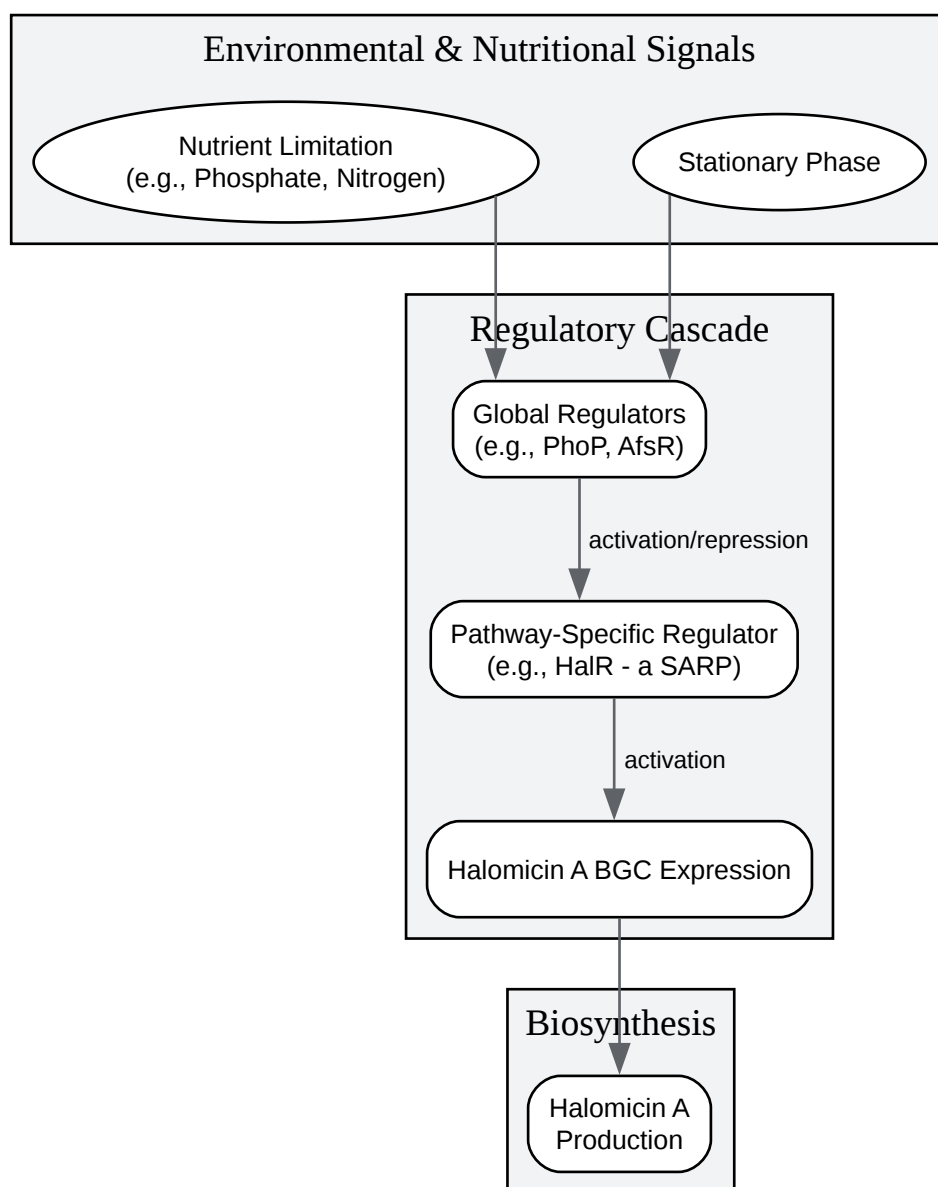 Environmental & Nutritional Signals
Nutrient Limitation
(e.g., Phosphate, Nitrogen)
Stationary Phase
Regulatory Cascade
Global Regulators
(e.g., PhoP, AfsR)
activation/repression
Pathway-Specific Regulator
(e.g., HalR - a SARP)
activation
Halomicin A BGC Expression
Biosynthesis
Halomicin A
Production